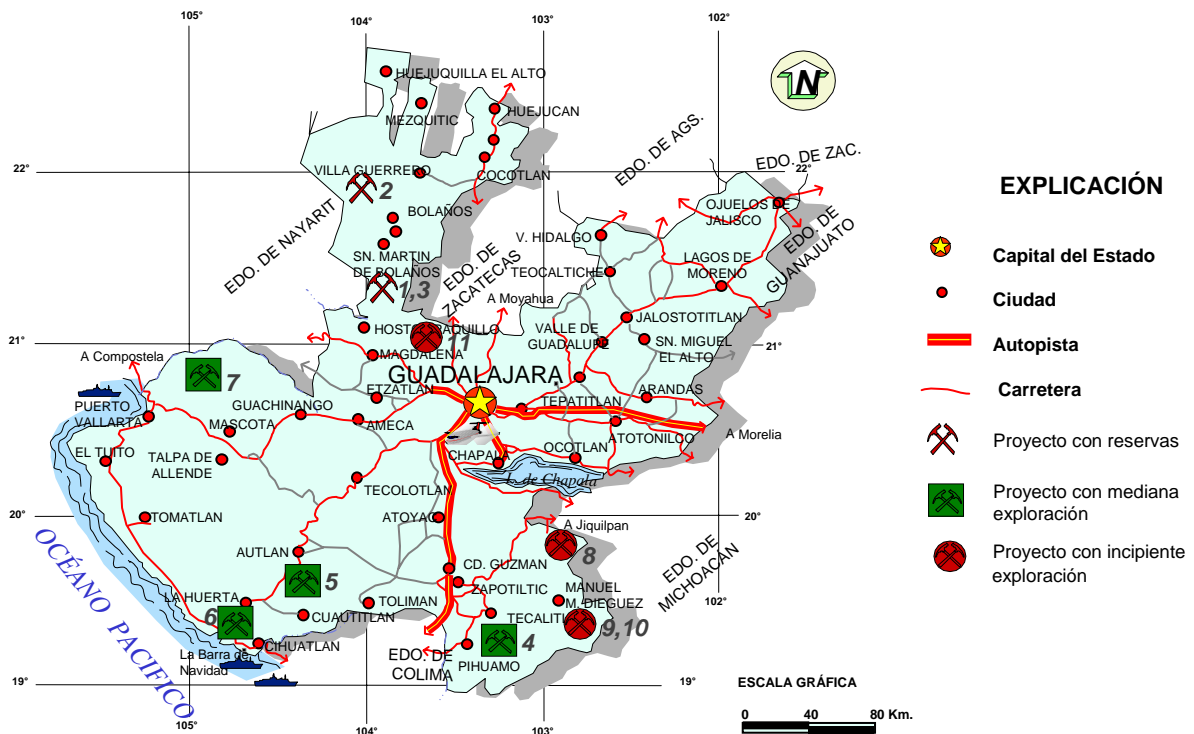 105°
104°
103°
102°
HUEJUQUILLA EL ALTO
MEZQUITIC
HUEJUCAN
N
EDO. DE AGS.
EDO. DE ZAC.
22°
22°
VILLA GUERRERO
2
COCOTLAN
EDO. DE NAYARIT
BOLAÑOS
SN. MARTIN
DE BOLAÑOS
1,3
EDO. DE
ZACATECAS
OJUELOS DE
JALISCO
V. HIDALGO
TEOCALTICHE
LAGOS DE
MORENO
EDO. DE
GUANAJUATO
A Moyahua
HOSTOTIPAQUILLO
11
MAGDALENA
VALLE DE
GUADALUPE
JALOSTOTITLAN
SN. MIGUEL
EL ALTO
21°
21°
A Compostela
7
ETZATLAN
GUADALAJARA
ARANDAS
TEPATITLAN
PUERTO
VALLARTA
GUACHINANGO
MASCOTA
AMECA
ATOTONILCO
A Morelia
EL TUITO
TALPA DE
ALLENDE
CHAPALA
OCOTLAN
L. de Chapala
TECOLOTLAN
20°
20°
TOMATLAN
ATOYAC
A Jiquilpan
8
AUTLAN
OCÉANO PACIFICO
5
CD. GUZMAN
ZAPOTILTIC
MANUEL
M. DIEGUEZ
EDO. DE
MICHOACÁN
102°
LA HUERTA
6
CUAUTITLAN
TOLIMAN
TECALITLAN
9,10
4
CIHUATLAN
La Barra de
Navidad
EDO. DE
COLIMA
PIHUAMO
19°
19°
105°
104°
103°
ESCALA GRÁFICA
0 40 80 Km.
EXPLICACIÓN
Capital del Estado
Ciudad
Autopista
Carretera
Proyecto con reservas
Proyecto con mediana
exploración
Proyecto con incipiente
exploración